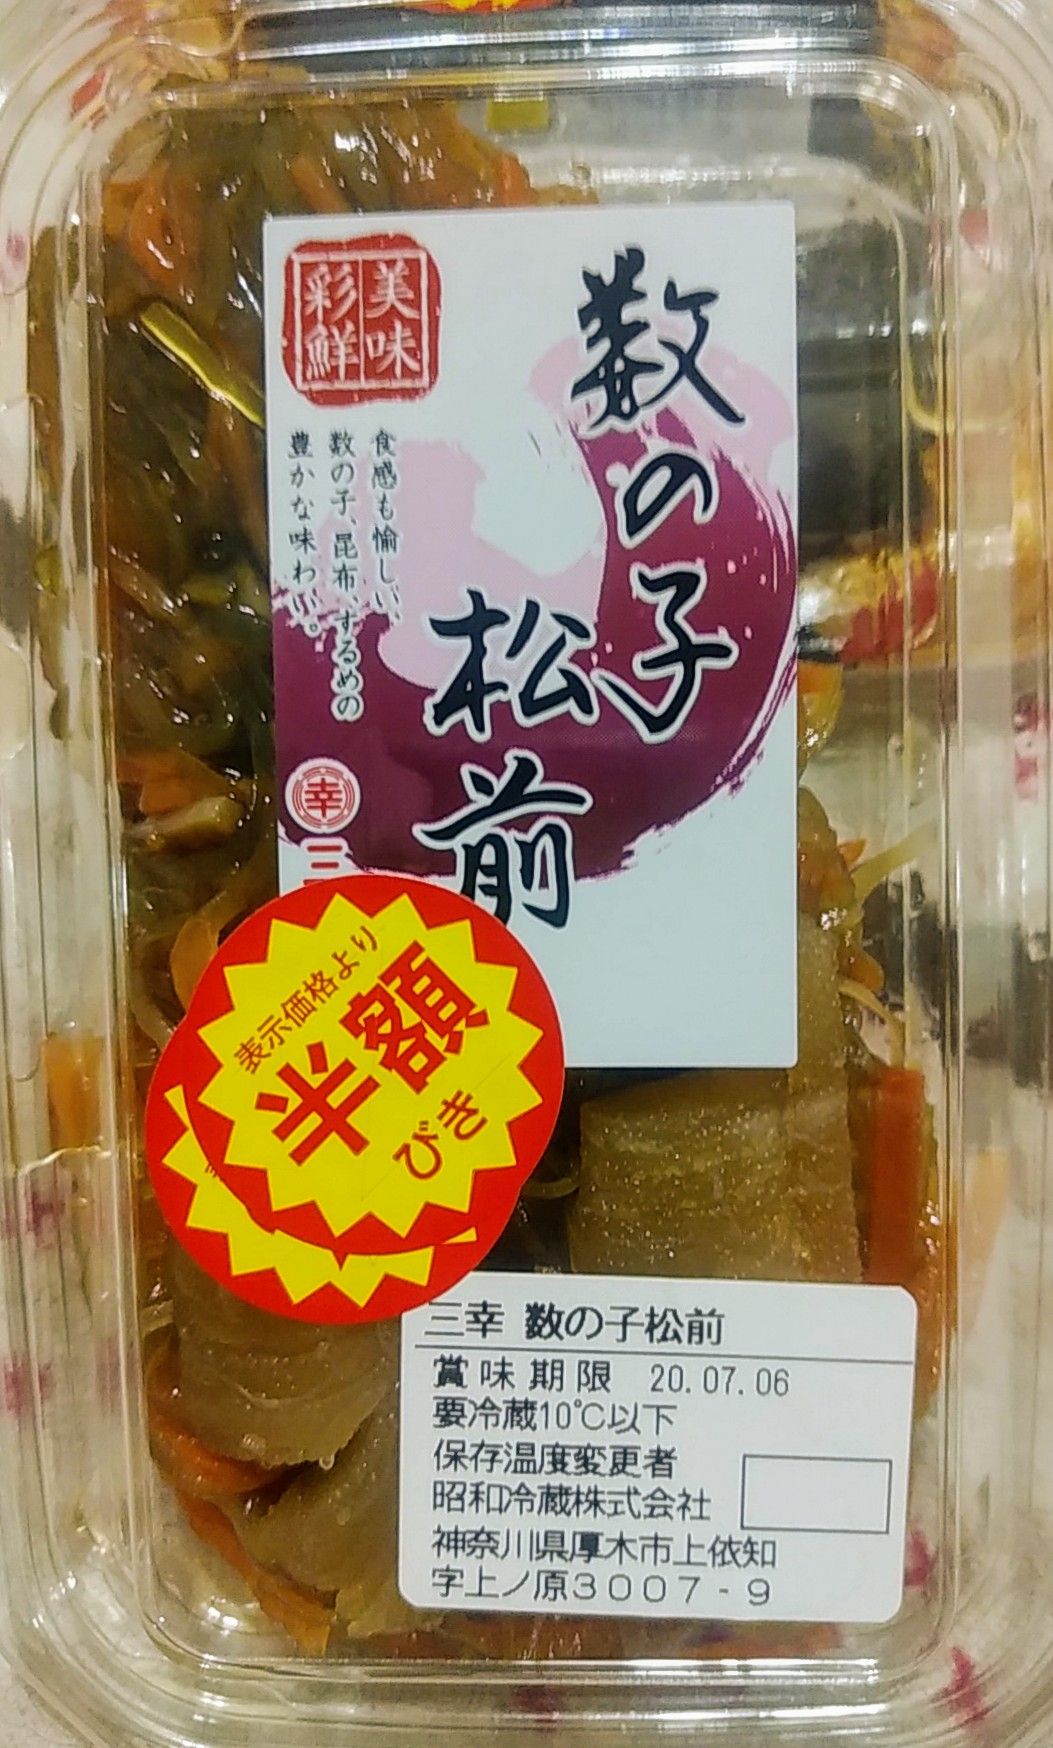 美味
彩鮮
数の子
松前
食感も愉しい、
数の子、昆布、するめの
豊かな味わい。
幸
三
表示価格より
半額
びき
三幸 数の子松前
賞味期限 20.07.06
要冷蔵10℃以下
保存温度変更者
昭和冷蔵株式会社
神奈川県厚木市上依知
字上ノ原3007-9